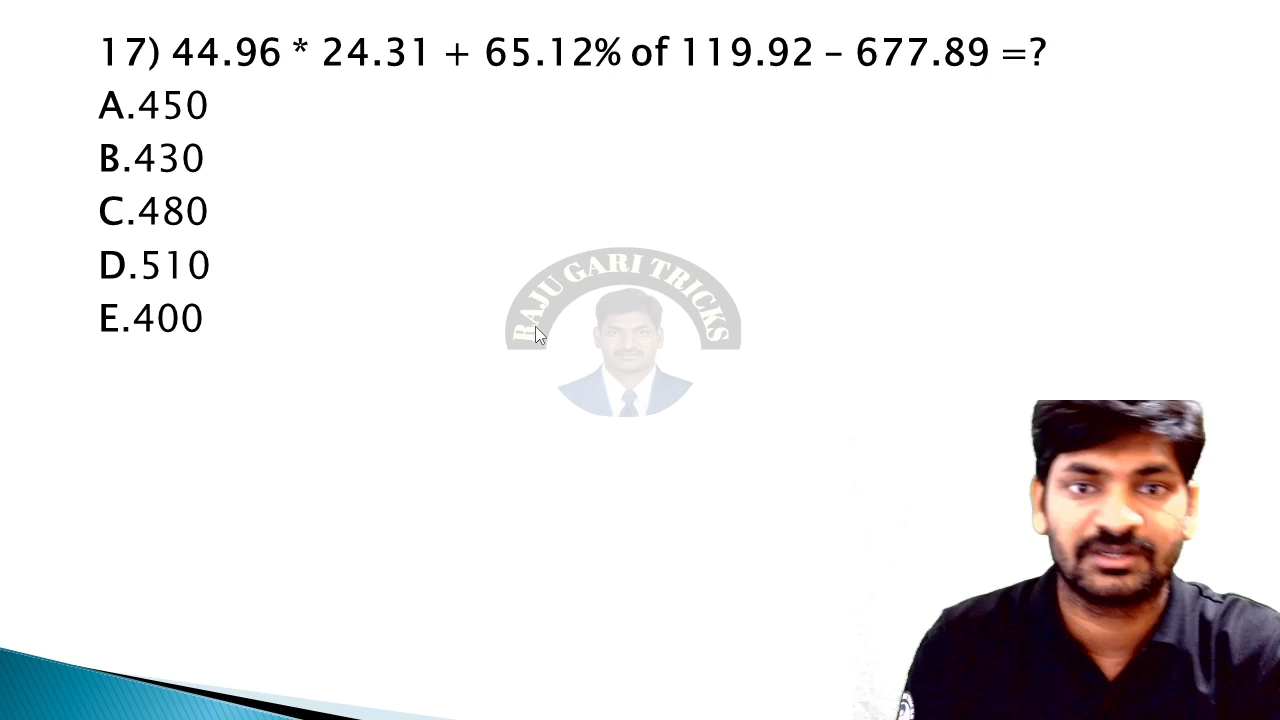 17) 44.96 * 24.31 + 65.12% of 119.92 – 677.89 =?
A.450
B.430
C.480
D.510
E.400
RAJU GARI TRICKS